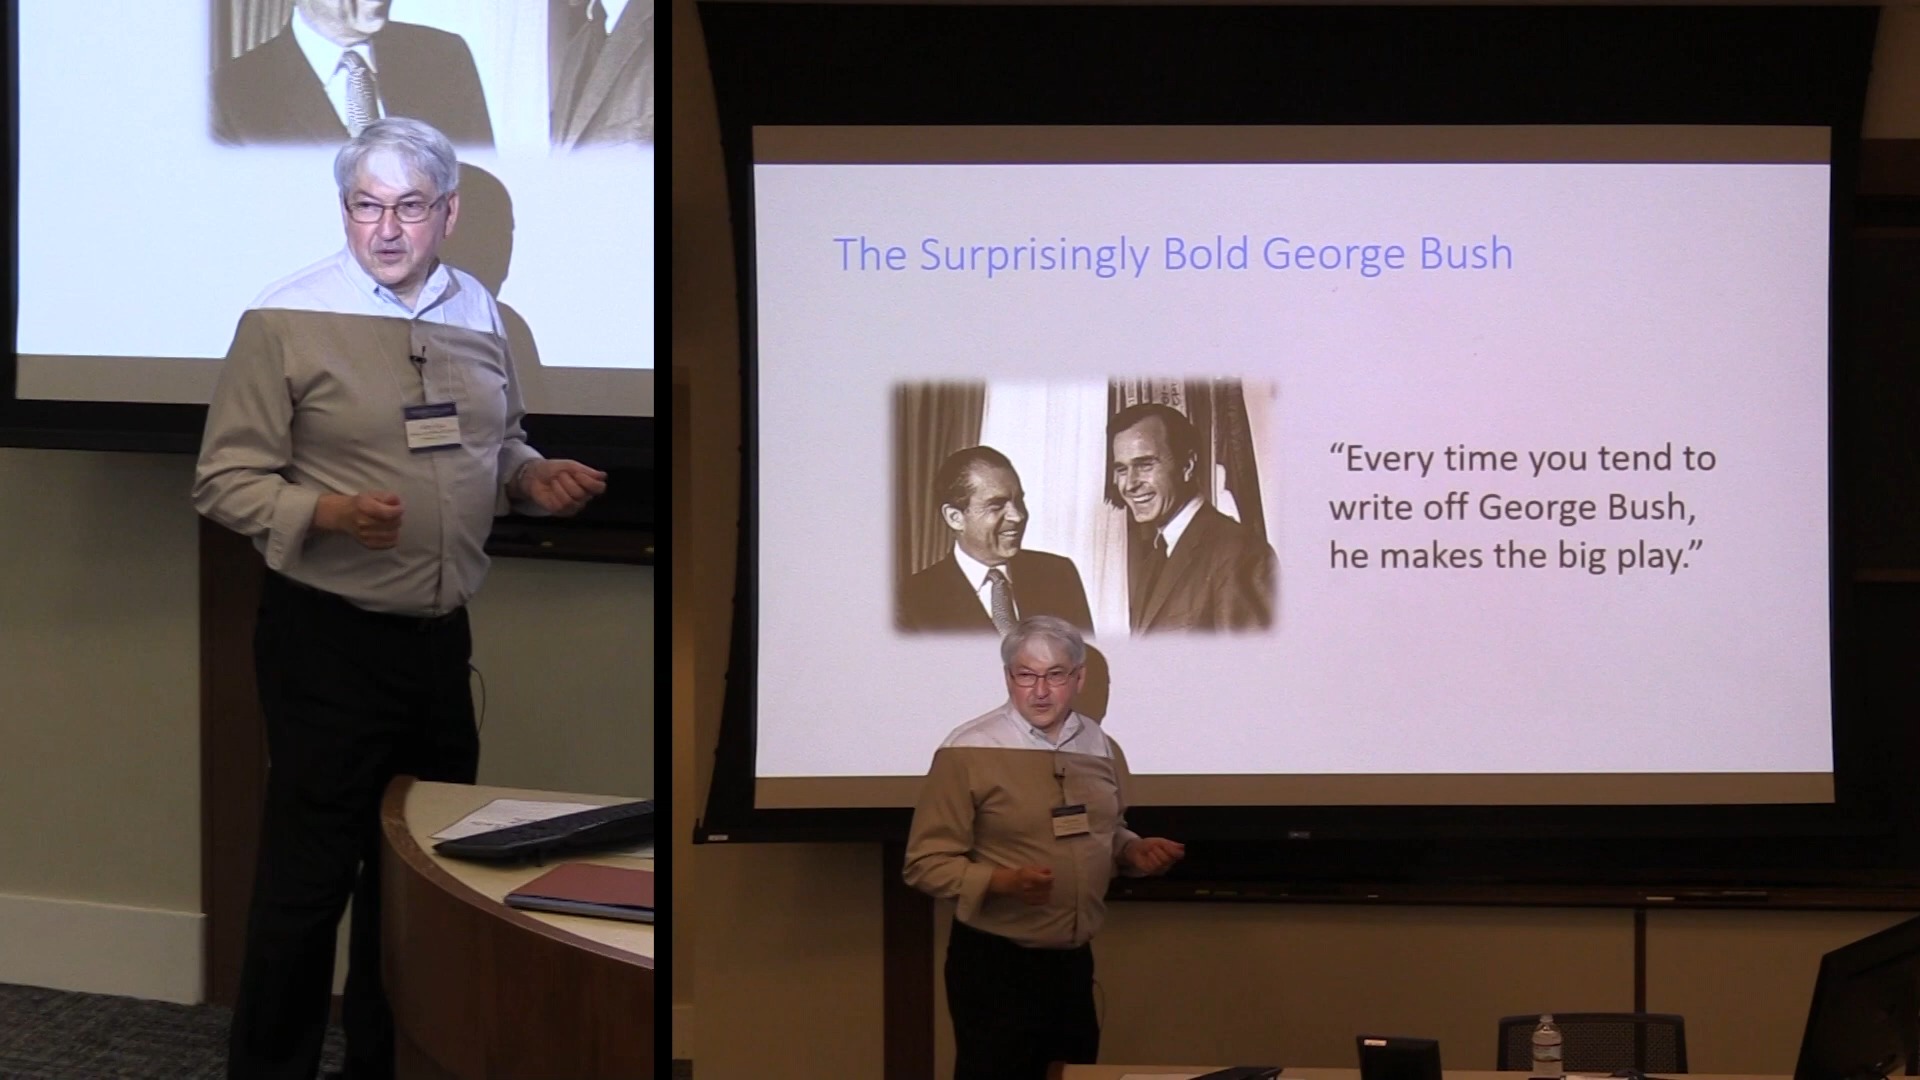 The Surprisingly Bold George Bush
“Every time you tend to
write off George Bush,
he makes the big play.”